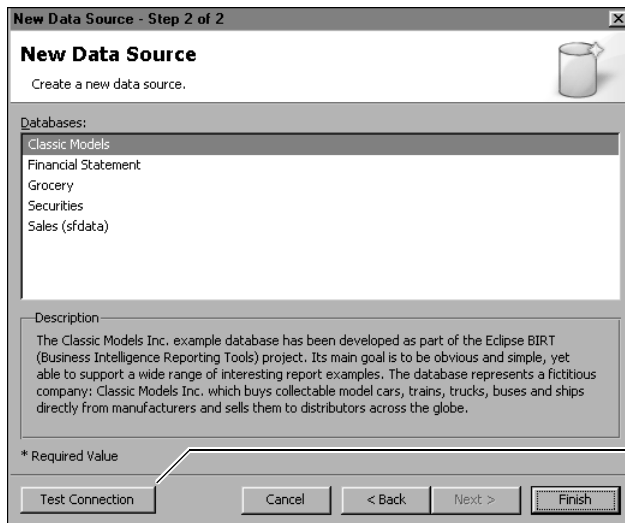 New Data Source - Step 2 of 2
New Data Source
Create a new data source.
Databases:
Classic Models
Financial Statement
Grocery
Securities
Sales (sfdata)
Description
The Classic Models Inc. example database has been developed as part of the Eclipse BIRT
(Business Intelligence Reporting Tools) project. Its main goal is to be obvious and simple, yet
able to support a wide range of interesting report examples. The database represents a fictitious
company: Classic Models Inc. which buys collectable model cars, trains, trucks, buses and ships
directly from manufacturers and sells them to distributors across the globe.
* Required Value
Test Connection Cancel < Back Next > Finish